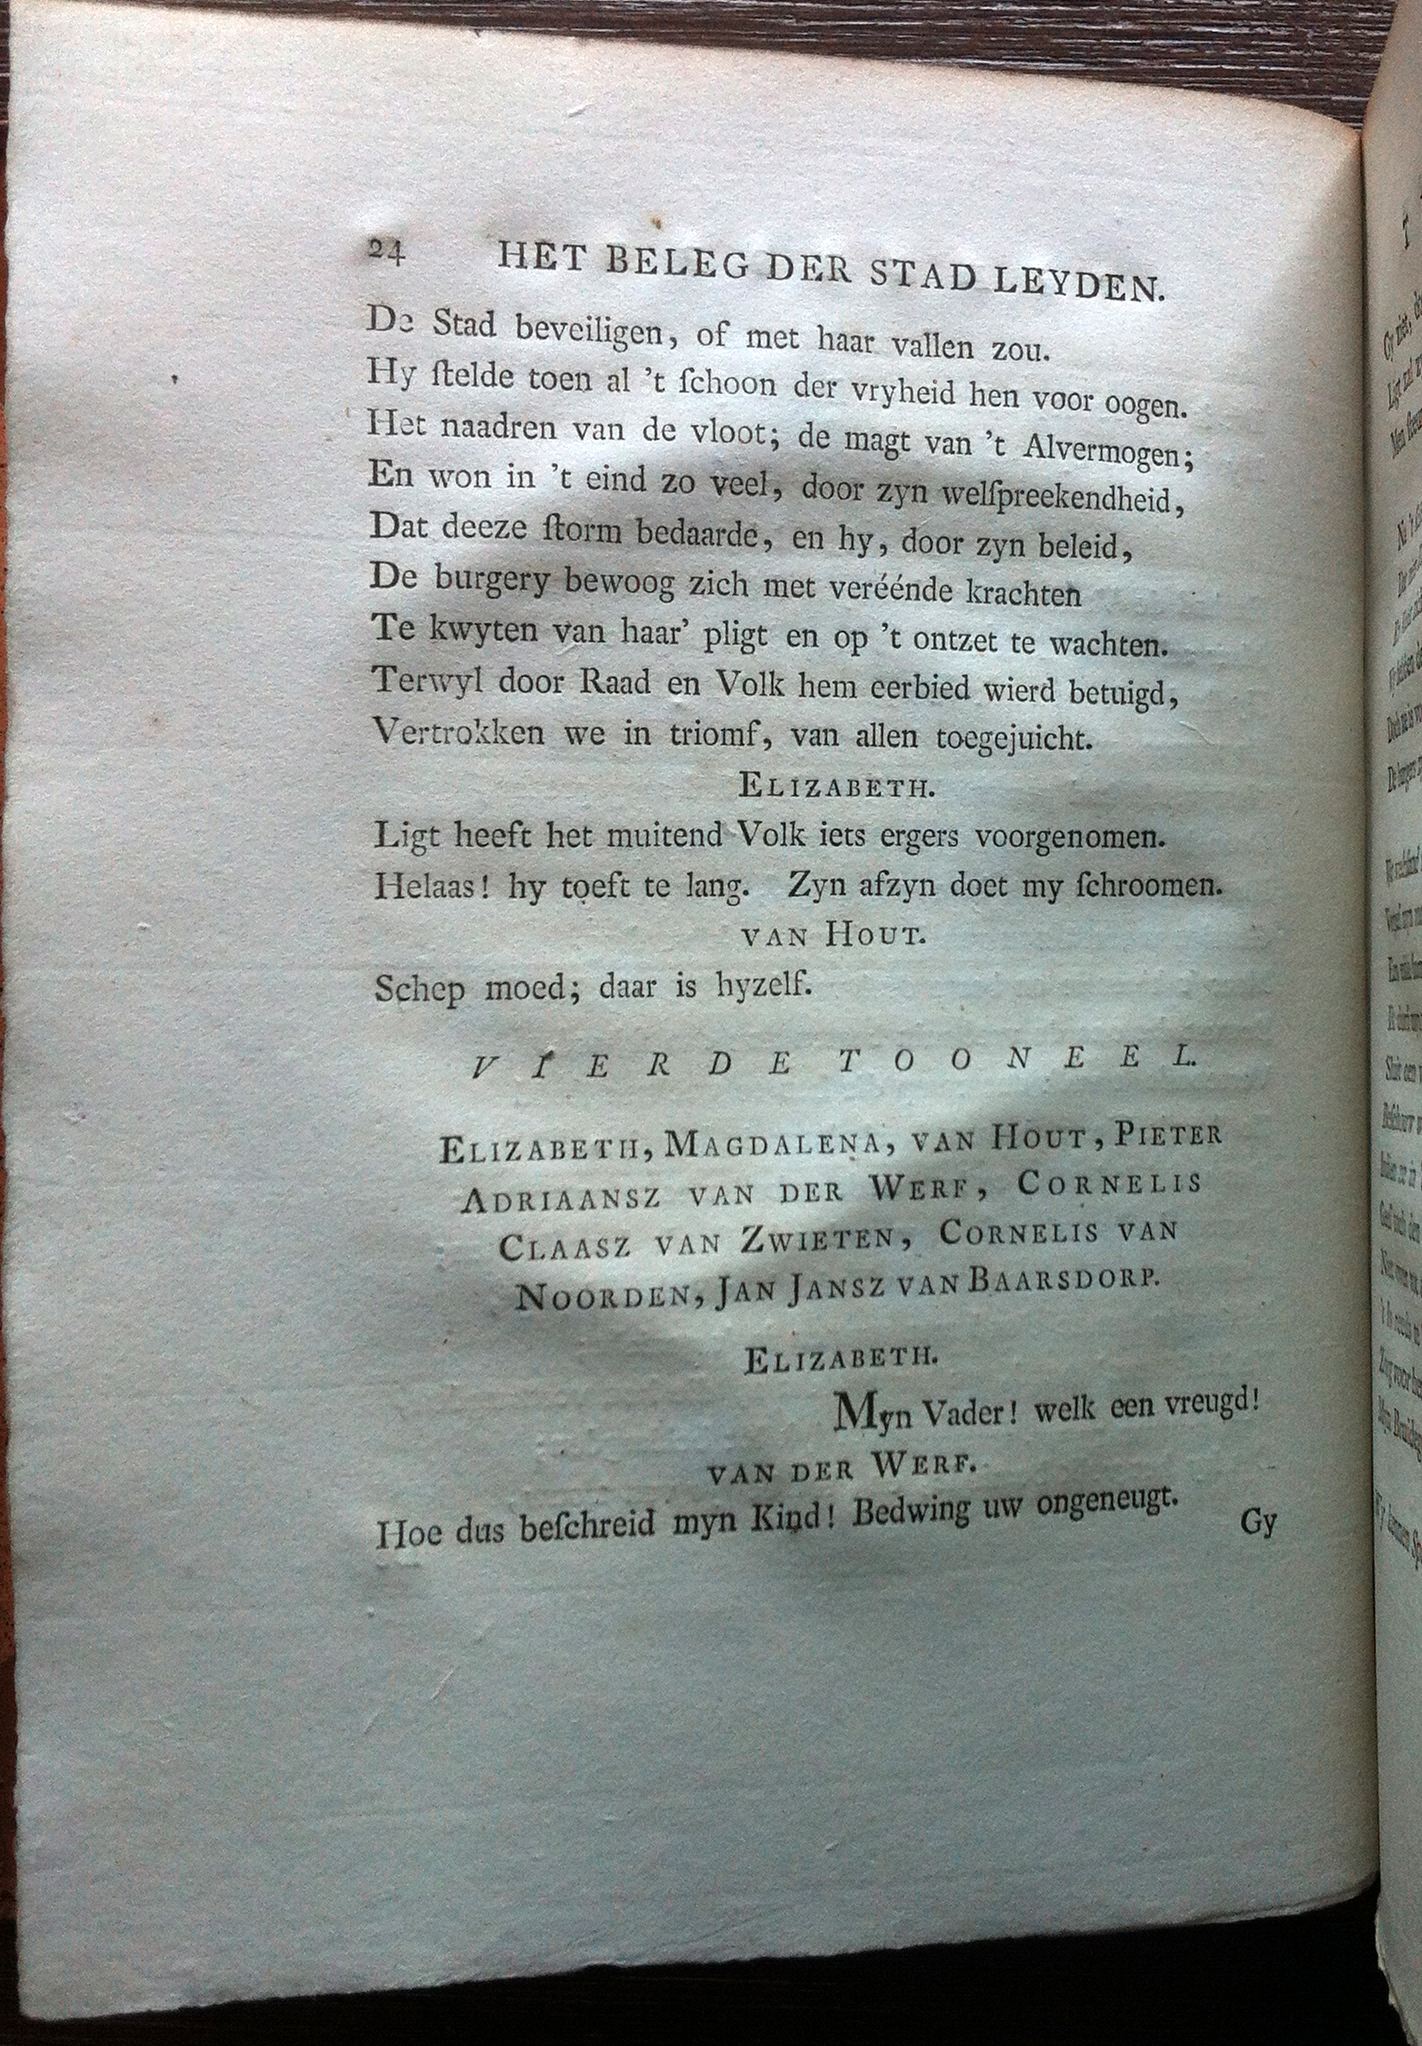 24 HET BELEG DER STAD LEYDEN.
De Stad beveiligen, of met haar vallen zou.
Hy ſtelde toen al 't ſchoon der vryheid hen voor oogen.
Het naadren van de vloot; de magt van 't Alvermogen;
En won in 't eind zo veel, door zyn welſpreekendheid,
Dat deeze ſtorm bedaarde, en hy, door zyn beleid,
De burgery bewoog zich met veréénde krachten
Te kwyten van haar' pligt en op 't ontzet te wachten.
Terwyl door Raad en Volk hem eerbied wierd betuigd,
Vertrokken we in triomf, van allen toegejuicht.
ELIZABETH.
Ligt heeft het muitend Volk iets ergers voorgenomen.
Helaas! hy toeft te lang. Zyn afzyn doet my ſchroomen.
VAN HOUT.
Schep moed; daar is hyzelf.
VIERDE TOONEEL.
ELIZABETH, MAGDALENA, VAN HOUT, PIETER
ADRIAANSZ VAN DER WERF, CORNELIS
CLAASZ VAN ZWIETEN, CORNELIS VAN
NOORDEN, JAN JANSZ VAN BAARSDORP.
ELIZABETH.
Myn Vader! welk een vreugd!
VAN DER WERF.
Hoe dus beſchreid myn Kind! Bedwing uw ongeneugt.
Gy